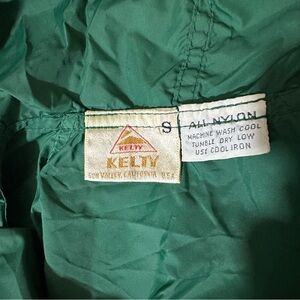 KELTY
KELTY
SUN VALLEY, CALIFORNIA U.S.A.
S
ALL NYLON
MACHINE WASH COOL
TUMBLE DRY LOW
USE COOL IRON